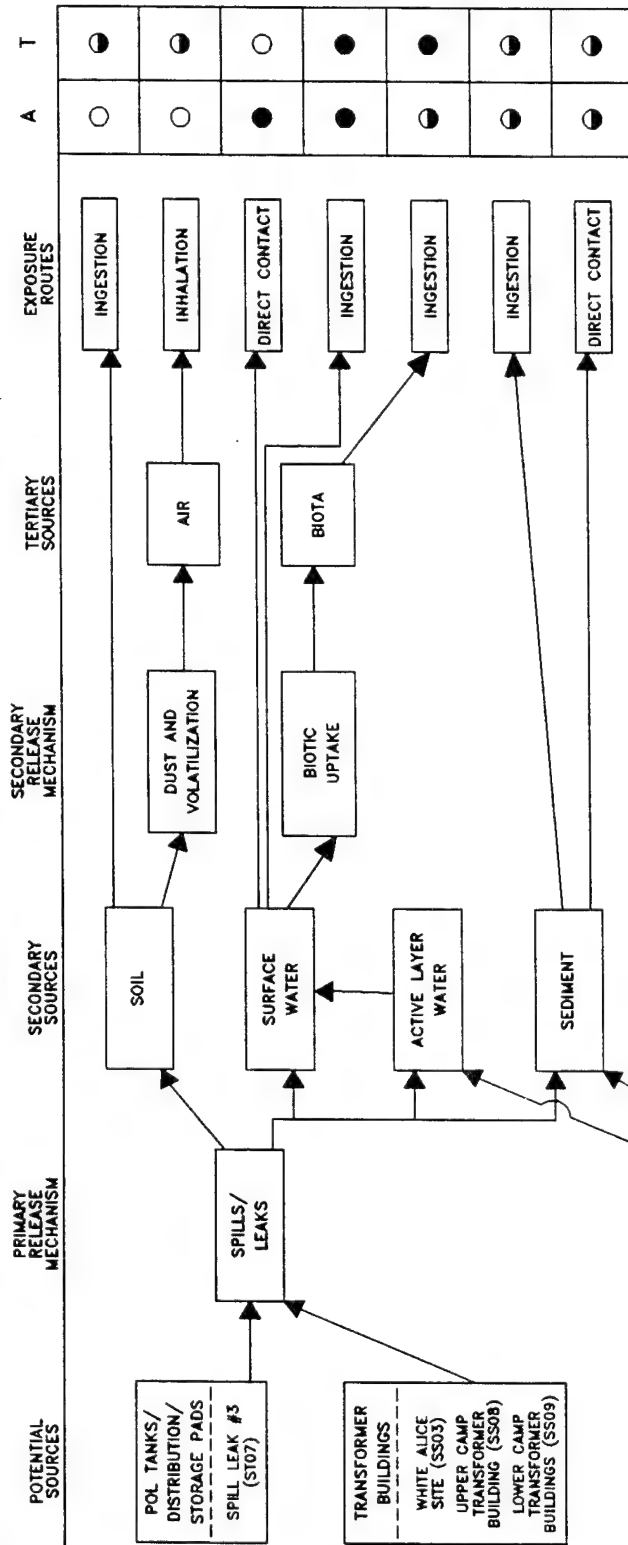 POTENTIAL
SOURCES
PRIMARY
RELEASE
MECHANISM
SECONDARY
SOURCES
SECONDARY
RELEASE
MECHANISM
TERTIARY
SOURCES
EXPOSURE
ROUTES
A
T
POL TANKS/
DISTRIBUTION/
STORAGE PADS
SPILL LEAK #3
(ST07)
TRANSFORMER
BUILDINGS
WHITE ALICE
SITE (SS03)
UPPER CAMP
TRANSFORMER
BUILDING (SS08)
LOWER CAMP
TRANSFORMER
BUILDINGS (SS09)
SPILLS/
LEAKS
SOIL
SURFACE
WATER
ACTIVE LAYER
WATER
SEDIMENT
DUST AND
VOLATILIZATION
BIOTIC
UPTAKE
AIR
BIOTA
INGESTION
INHALATION
DIRECT CONTACT
INGESTION
INGESTION
INGESTION
DIRECT CONTACT